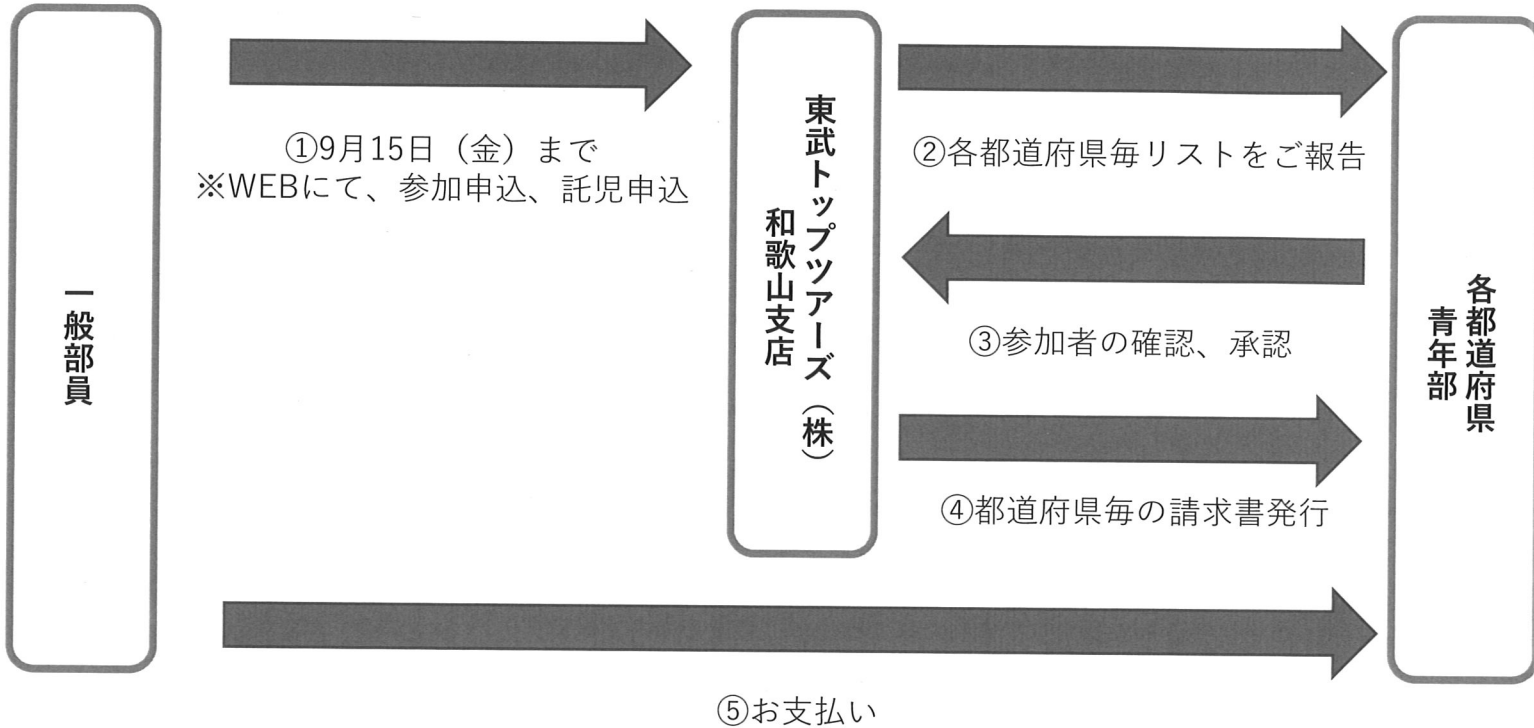 一般部員
①9月15日（金）まで
※WEBにて、参加申込、託児申込
東武トップツアーズ（株）
和歌山支店
②各都道府県毎リストをご報告
③参加者の確認、承認
④都道府県毎の請求書発行
各都道府県
青年部
⑤お支払い